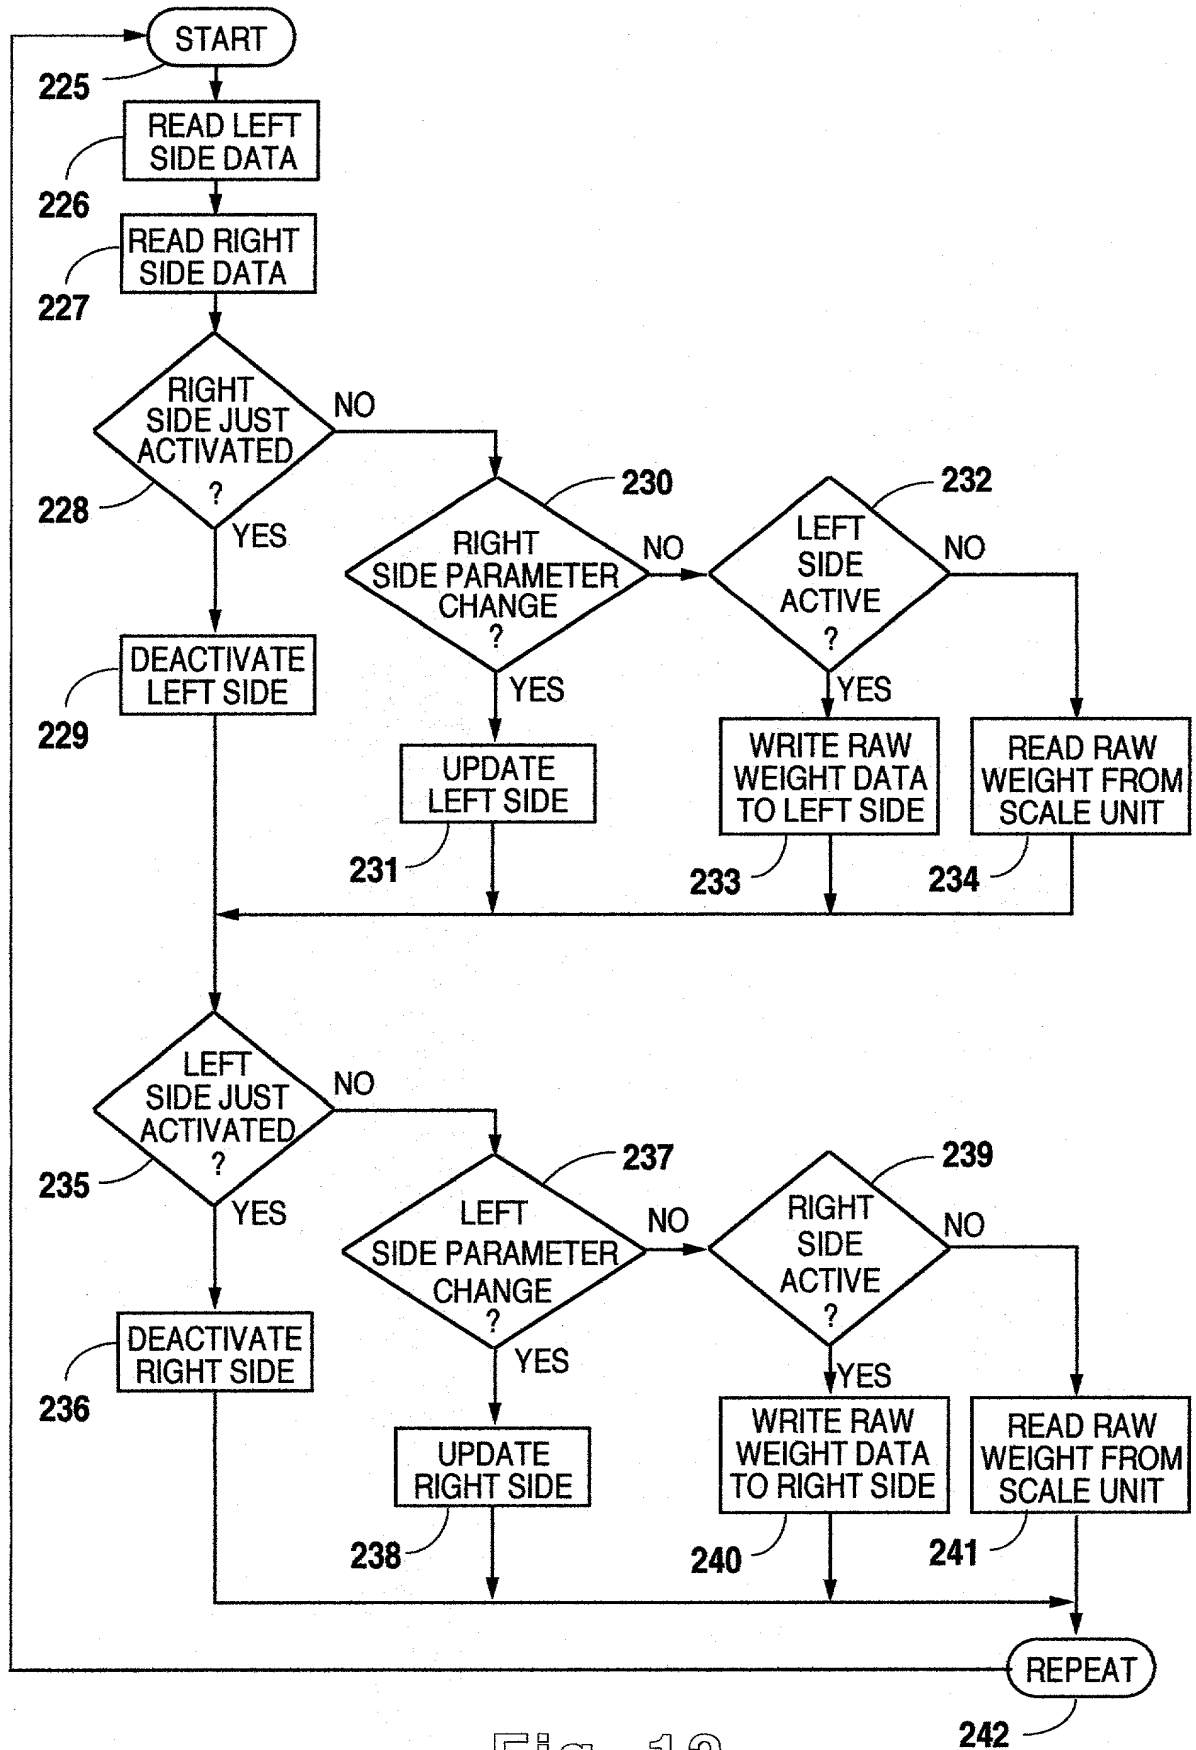 START
225
READ LEFT
SIDE DATA
226
READ RIGHT
SIDE DATA
227
RIGHT
SIDE JUST
ACTIVATED
?
228
NO
YES
230
RIGHT
SIDE PARAMETER
CHANGE
?
NO
YES
232
LEFT
SIDE
ACTIVE
?
NO
YES
DEACTIVATE
LEFT SIDE
229
UPDATE
LEFT SIDE
231
WRITE RAW
WEIGHT DATA
TO LEFT SIDE
233
READ RAW
WEIGHT FROM
SCALE UNIT
234
LEFT
SIDE JUST
ACTIVATED
?
235
NO
YES
237
LEFT
SIDE PARAMETER
CHANGE
?
NO
YES
239
RIGHT
SIDE
ACTIVE
?
NO
YES
DEACTIVATE
RIGHT SIDE
236
UPDATE
RIGHT SIDE
238
WRITE RAW
WEIGHT DATA
TO RIGHT SIDE
240
READ RAW
WEIGHT FROM
SCALE UNIT
241
REPEAT
242